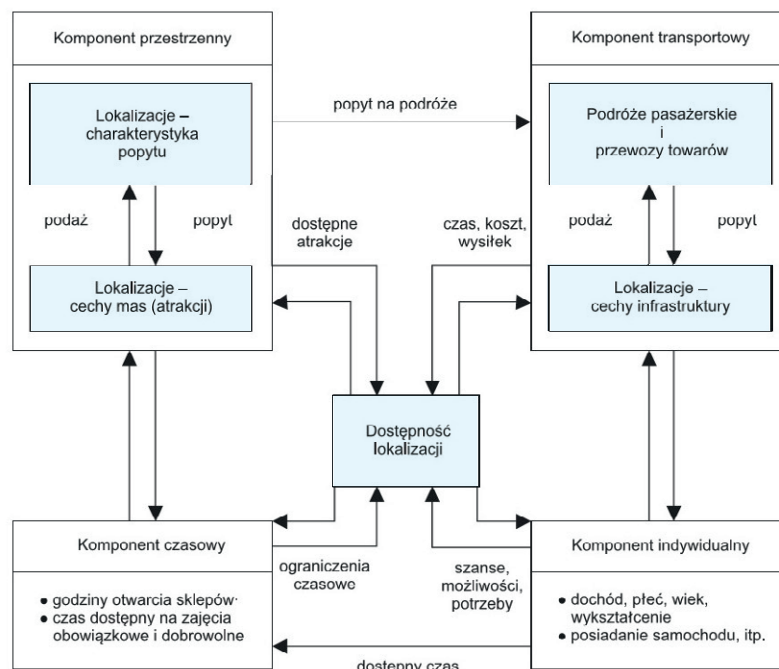 Komponent przestrzenny
Lokalizacje –
charakterystyka
popytu
podaż
popyt
Lokalizacje –
cechy mas (atrakcji)
popyt na podróże
Komponent transportowy
Podróże pasażerskie
i
przewozy towarów
podaż
popyt
Lokalizacje –
cechy infrastruktury
dostępne
atrakcje
czas, koszt,
wysiłek
Dostępność
lokalizacji
Komponent czasowy
• godziny otwarcia sklepów
• czas dostępny na zajęcia
obowiązkowe i dobrowolne
ograniczenia
czasowe
szanse,
możliwości,
potrzeby
Komponent indywidualny
• dochód, płeć, wiek,
wykształcenie
• posiadanie samochodu, itp.
dostępny czas